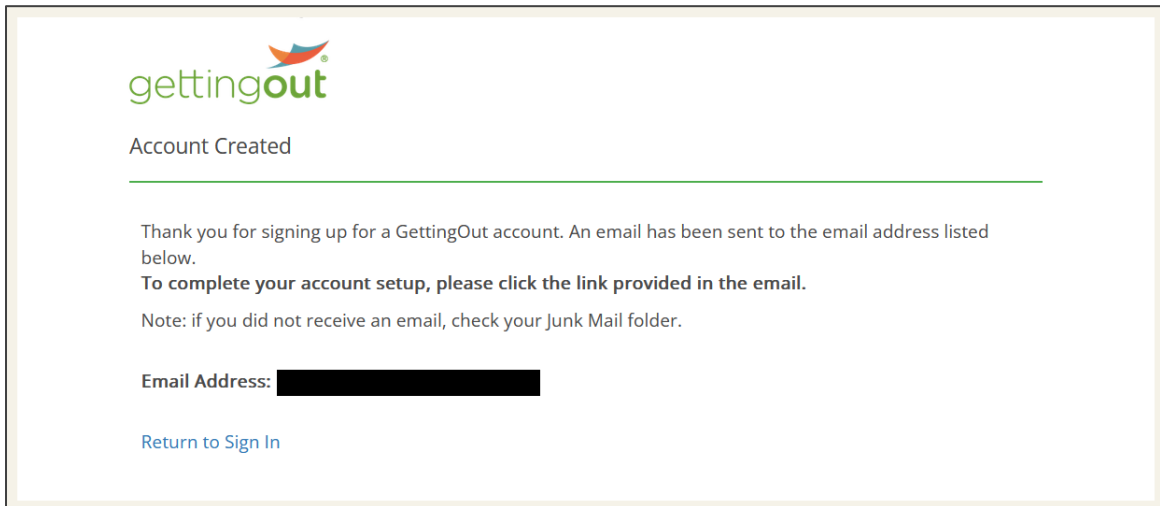 gettingout®
Account Created
Thank you for signing up for a GettingOut account. An email has been sent to the email address listed
below.
To complete your account setup, please click the link provided in the email.
Note: if you did not receive an email, check your Junk Mail folder.
Email Address:
Return to Sign In